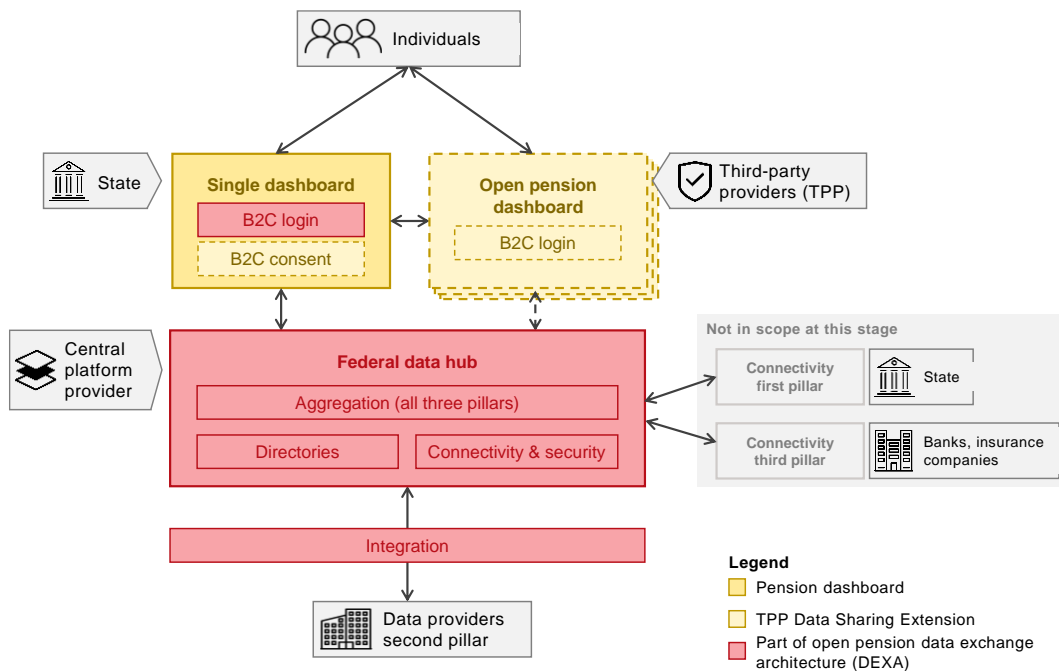 Individuals
State
Single dashboard
B2C login
B2C consent
Open pension
dashboard
B2C login
Third-party
providers (TPP)
Central
platform
provider
Federal data hub
Aggregation (all three pillars)
Directories
Connectivity & security
Not in scope at this stage
Connectivity
first pillar
State
Connectivity
third pillar
Banks, insurance
companies
Integration
Data providers
second pillar
Legend
Pension dashboard
TPP Data Sharing Extension
Part of open pension data exchange
architecture (DEXA)